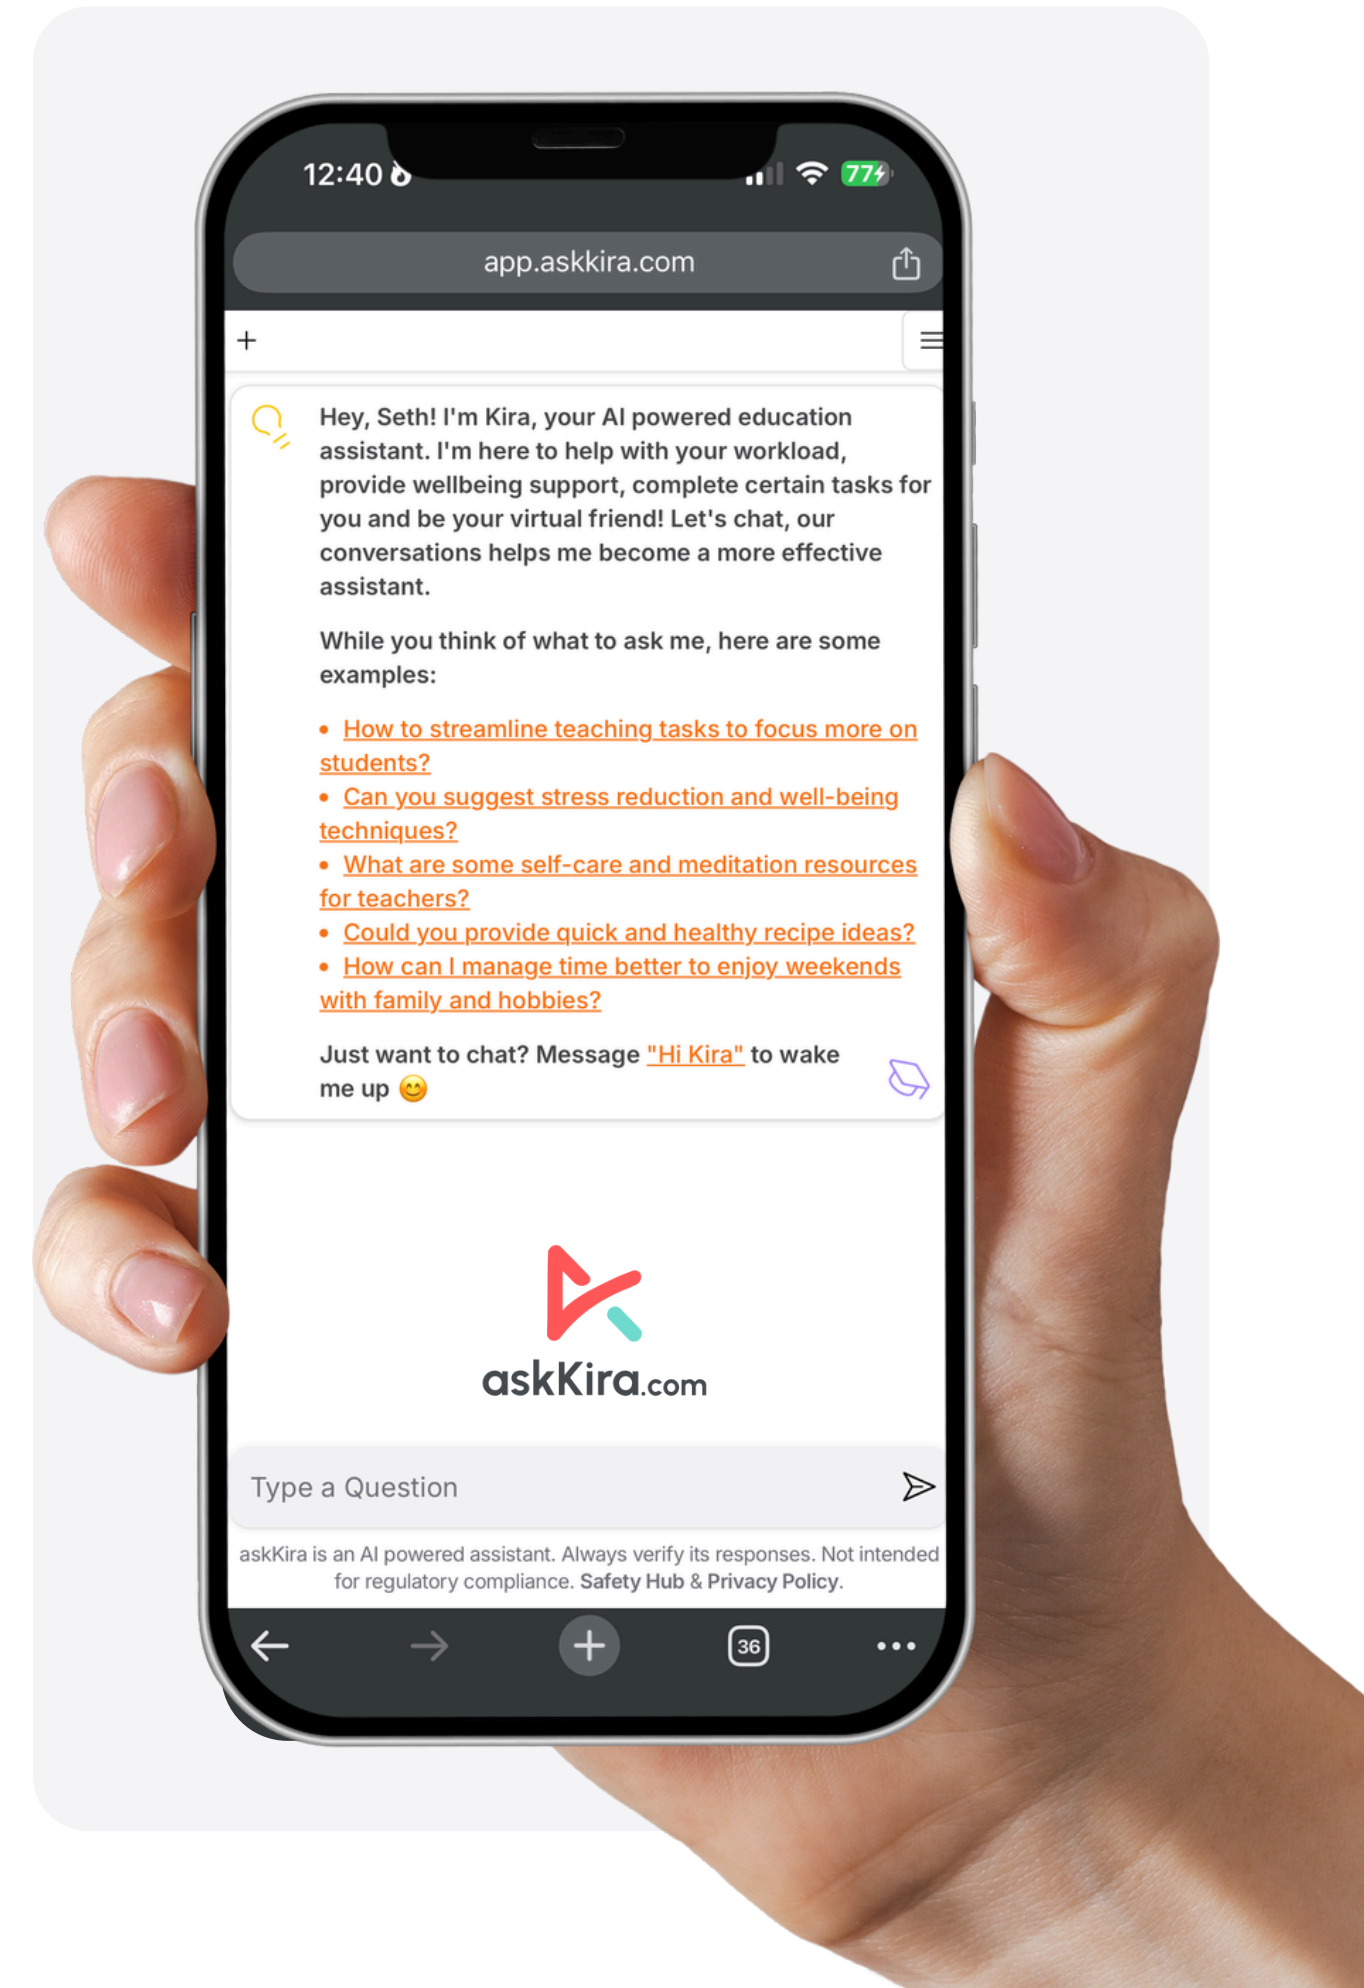 12:40
77
app.askkira.com
+
Hey, Seth! I'm Kira, your AI powered education
assistant. I'm here to help with your workload,
provide wellbeing support, complete certain tasks for
you and be your virtual friend! Let's chat, our
conversations helps me become a more effective
assistant.
While you think of what to ask me, here are some
examples:
• How to streamline teaching tasks to focus more on
students?
• Can you suggest stress reduction and well-being
techniques?
• What are some self-care and meditation resources
for teachers?
• Could you provide quick and healthy recipe ideas?
• How can I manage time better to enjoy weekends
with family and hobbies?
Just want to chat? Message "Hi Kira" to wake
me up 😊
askKira.com
Type a Question
askKira is an AI powered assistant. Always verify its responses. Not intended
for regulatory compliance. Safety Hub & Privacy Policy.
36